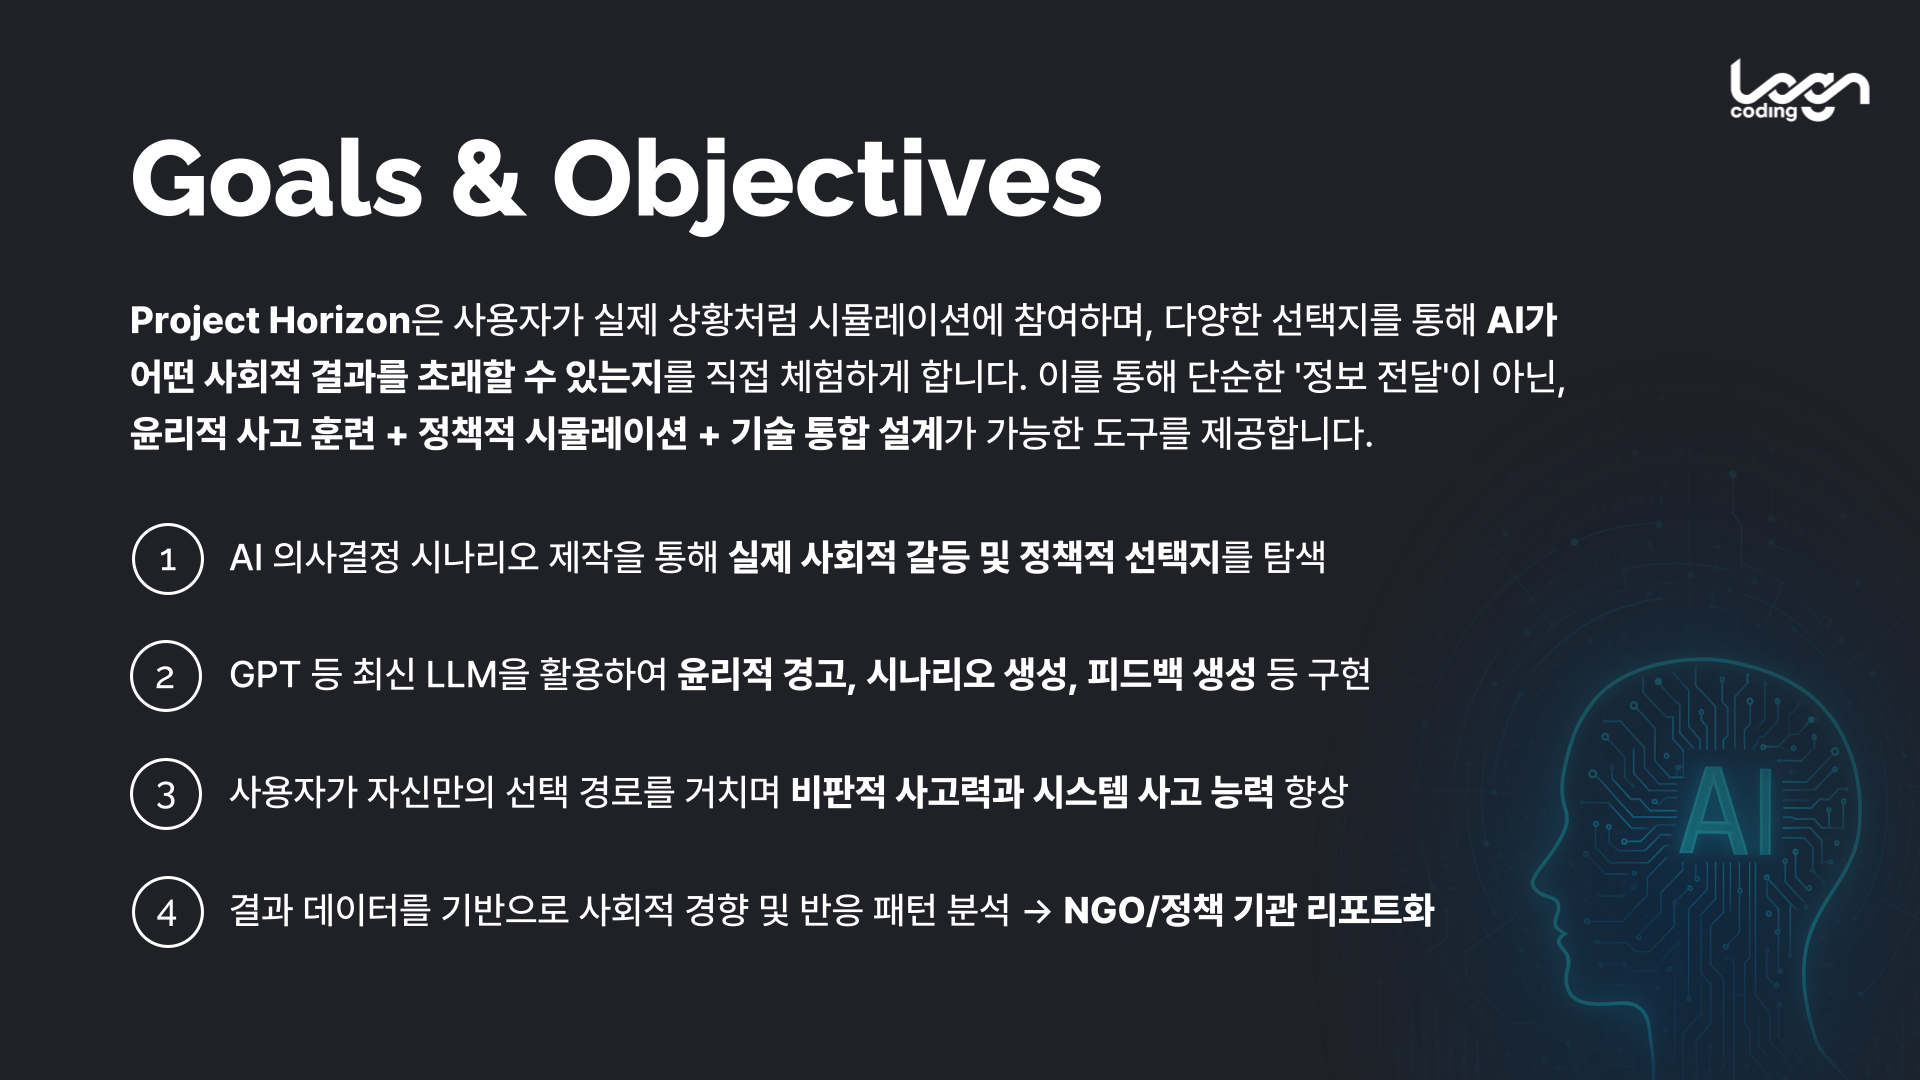 Logn
coding
Goals & Objectives
Project Horizon은 사용자가 실제 상황처럼 시뮬레이션에 참여하며, 다양한 선택지를 통해 AI가
어떤 사회적 결과를 초래할 수 있는지를 직접 체험하게 합니다. 이를 통해 단순한 '정보 전달'이 아닌,
윤리적 사고 훈련 + 정책적 시뮬레이션 + 기술 통합 설계가 가능한 도구를 제공합니다.
1 AI 의사결정 시나리오 제작을 통해 실제 사회적 갈등 및 정책적 선택지를 탐색
2 GPT 등 최신 LLM을 활용하여 윤리적 경고, 시나리오 생성, 피드백 생성 등 구현
3 사용자가 자신만의 선택 경로를 거치며 비판적 사고력과 시스템 사고 능력 향상
4 결과 데이터를 기반으로 사회적 경향 및 반응 패턴 분석 → NGO/정책 기관 리포트화
AI